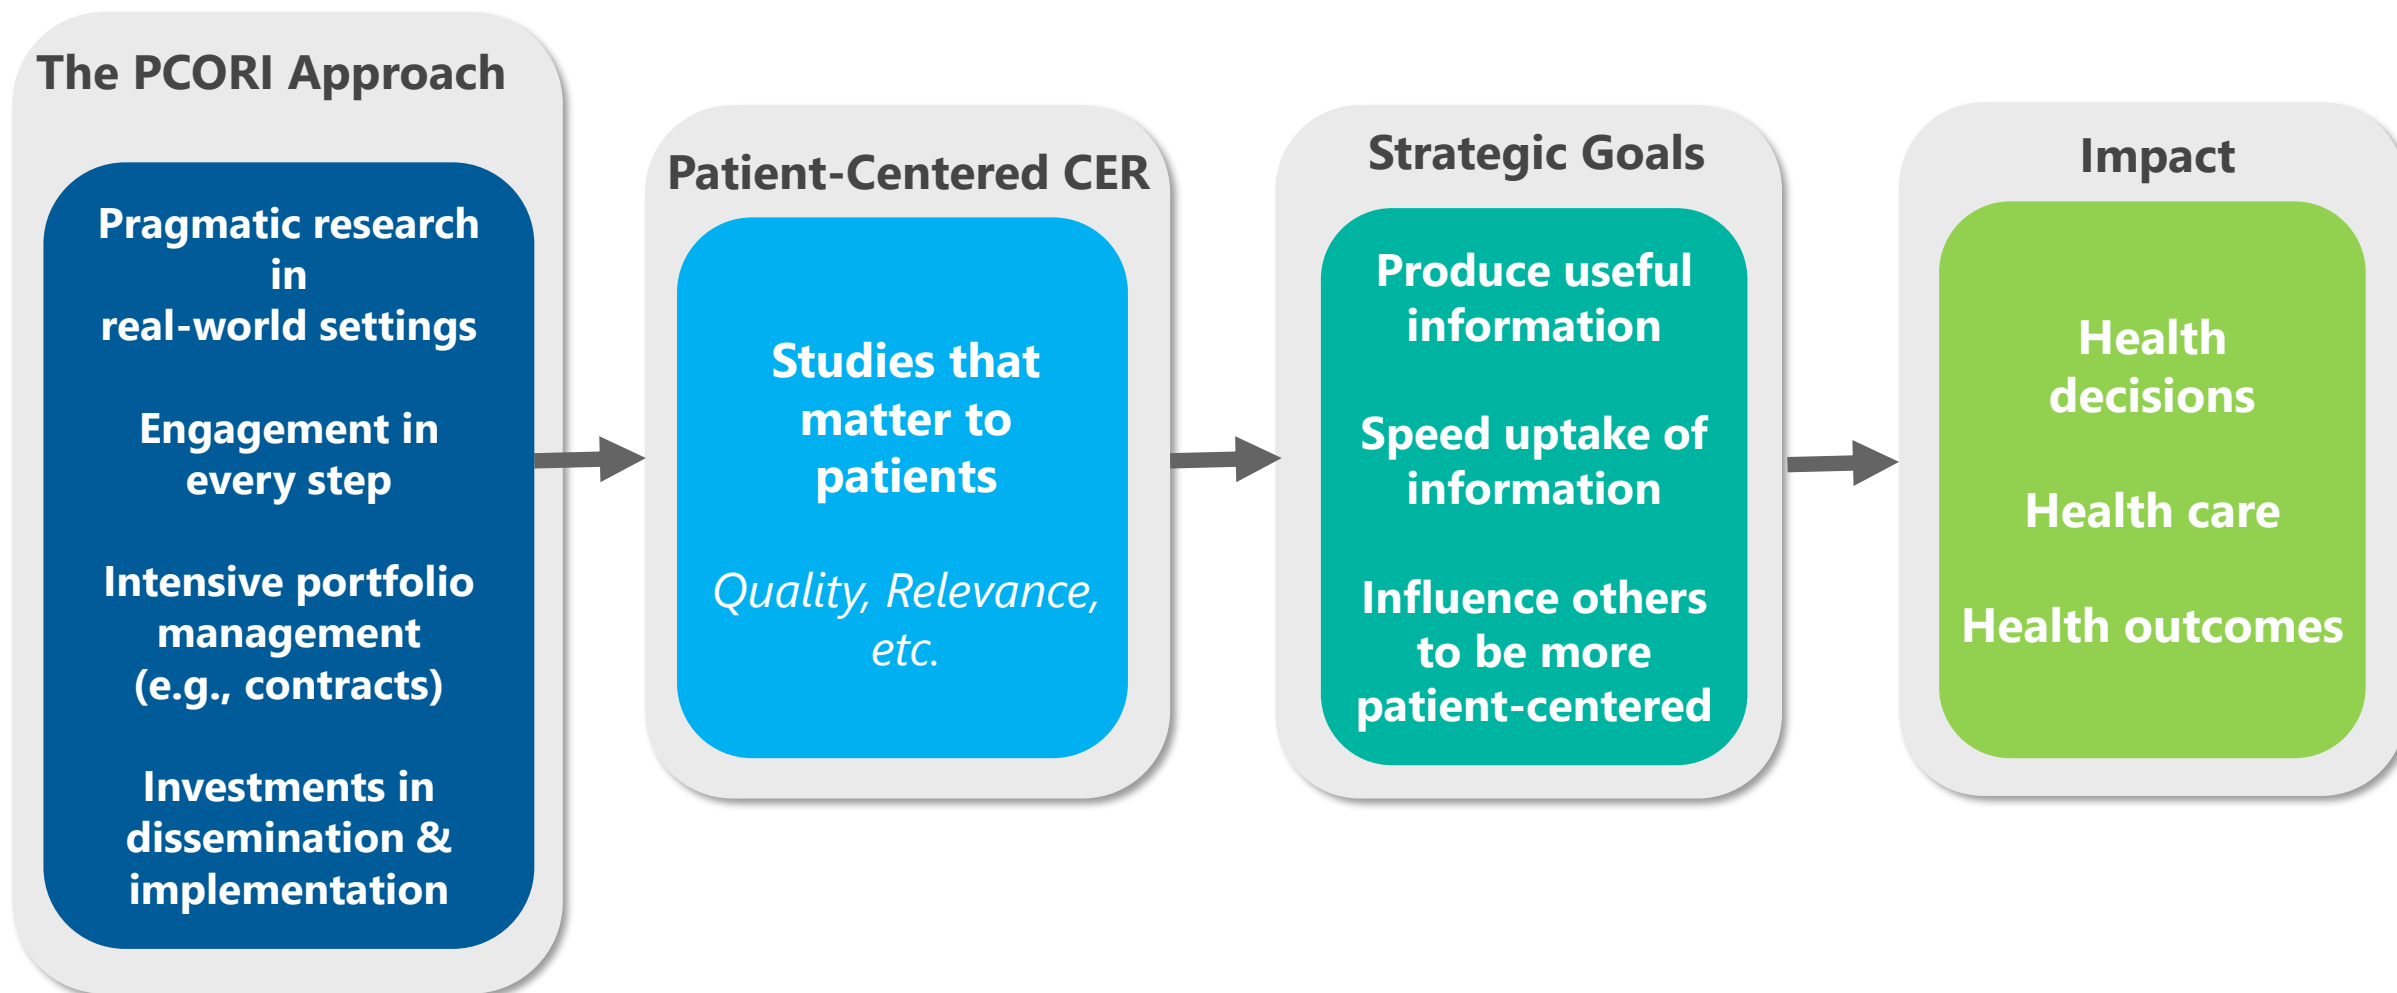 The PCORI Approach
Pragmatic research
in
real-world settings
Engagement in
every step
Intensive portfolio
management
(e.g., contracts)
Investments in
dissemination &
implementation
Patient-Centered CER
Studies that
matter to
patients
Quality, Relevance,
etc.
Strategic Goals
Produce useful
information
Speed uptake of
information
Influence others
to be more
patient-centered
Impact
Health
decisions
Health care
Health outcomes